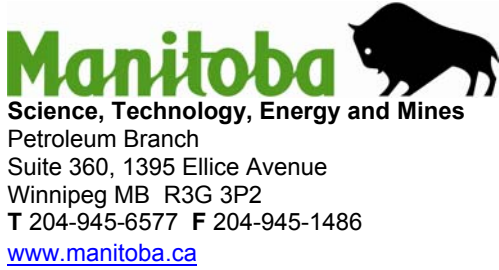 Manitoba
Science, Technology, Energy and Mines
Petroleum Branch
Suite 360, 1395 Ellice Avenue
Winnipeg MB  R3G 3P2
T 204-945-6577  F 204-945-1486
www.manitoba.ca